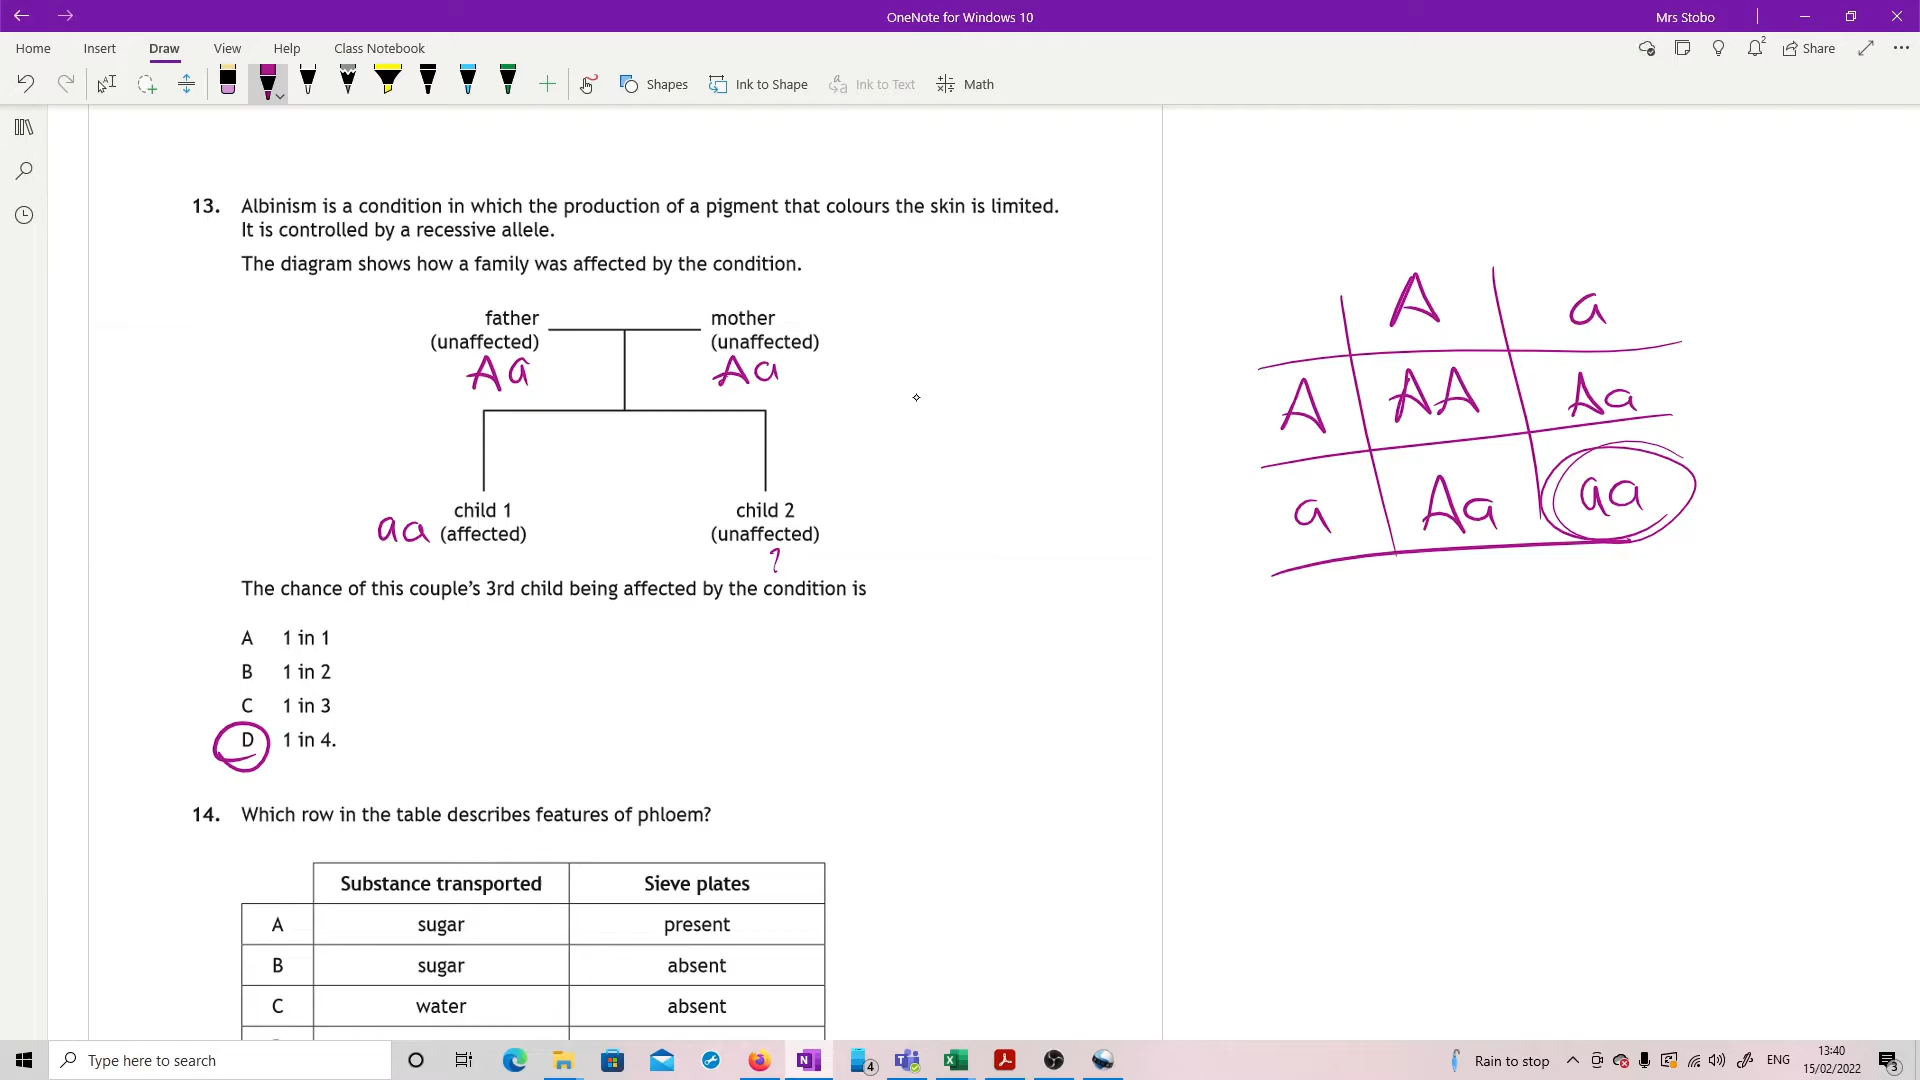 OneNote for Windows 10
Mrs Stobo
Home Insert Draw View Help Class Notebook
2
Share
Shapes Ink to Shape Ink to Text Math
13. Albinism is a condition in which the production of a pigment that colours the skin is limited.
It is controlled by a recessive allele.
The diagram shows how a family was affected by the condition.
father mother
(unaffected) (unaffected)
Aa Aa
child 1 child 2
aa (affected) (unaffected)
?
The chance of this couple’s 3rd child being affected by the condition is
A 1 in 1
B 1 in 2
C 1 in 3
D 1 in 4.
A a
A AA Aa
a Aa aa
14. Which row in the table describes features of phloem?
Substance transported Sieve plates
A sugar present
B sugar absent
C water absent
Type here to search
4
Rain to stop
ENG
13:40
15/02/2022
3